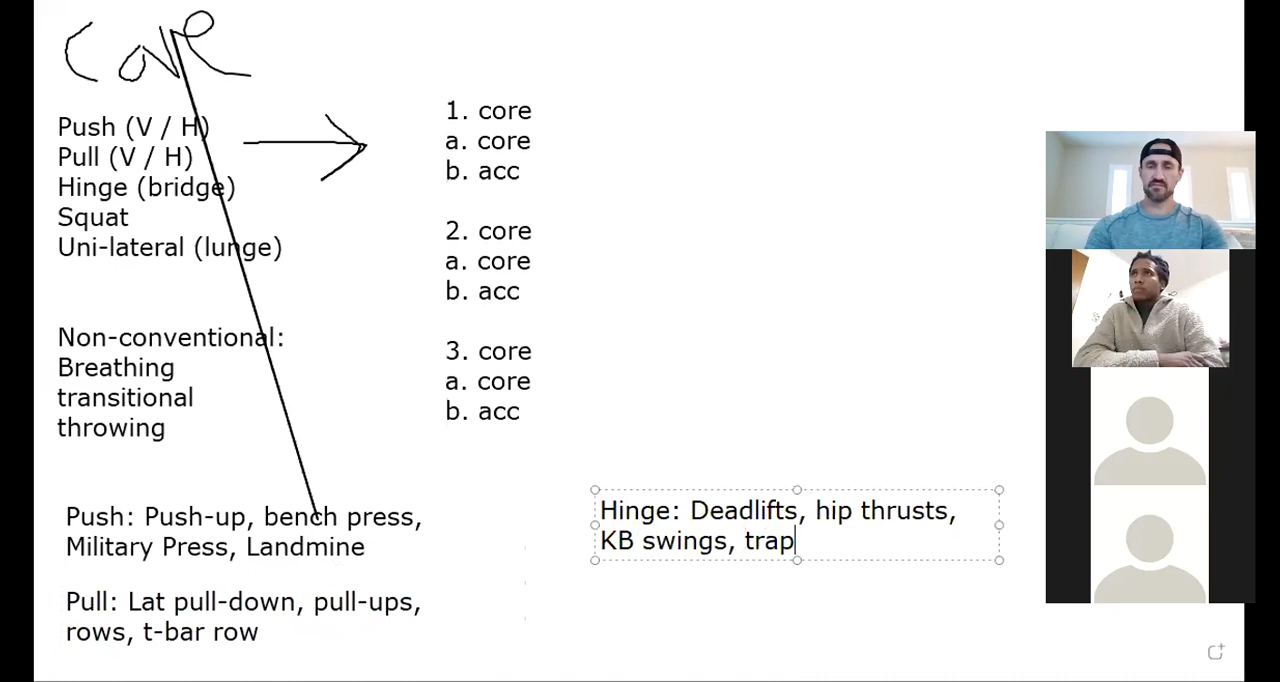 Core
Push (V / H)
Pull (V / H)
Hinge (bridge)
Squat
Uni-lateral (lunge)
Non-conventional:
Breathing
transitional
throwing
Push: Push-up, bench press,
Military Press, Landmine
Pull: Lat pull-down, pull-ups,
rows, t-bar row
1. core
a. core
b. acc
2. core
a. core
b. acc
3. core
a. core
b. acc
Hinge: Deadlifts, hip thrusts,
KB swings, trap